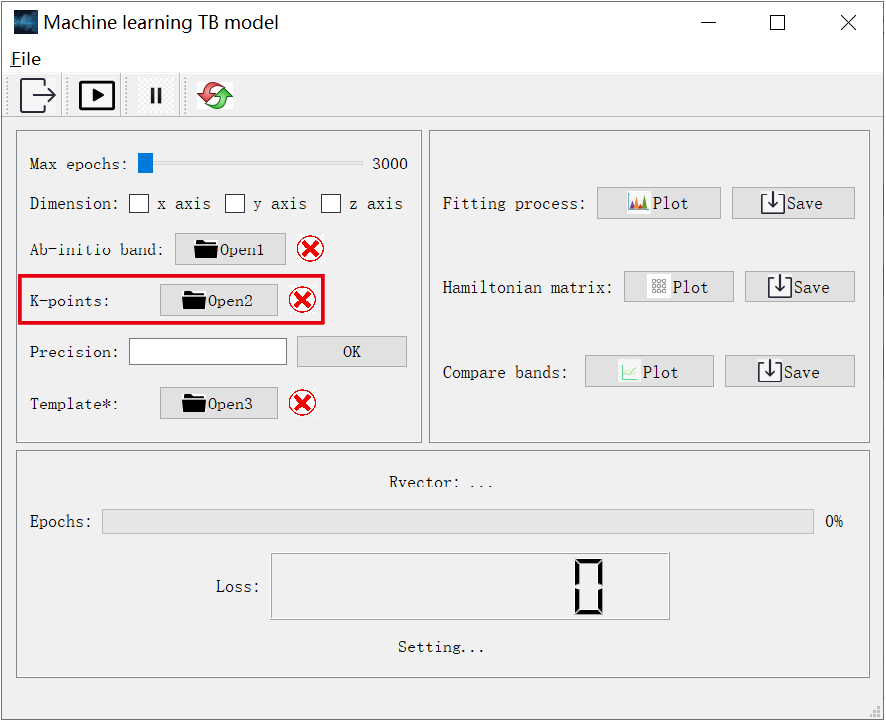 Machine learning TB model
File
Max epochs: 3000
Dimension: x axis y axis z axis
Ab-initio band: Open1
K-points: Open2
Precision: OK
Template*: Open3
Fitting process: Plot Save
Hamiltonian matrix: Plot Save
Compare bands: Plot Save
Rvector: ...
Epochs: 0%
Loss: 0
Setting...